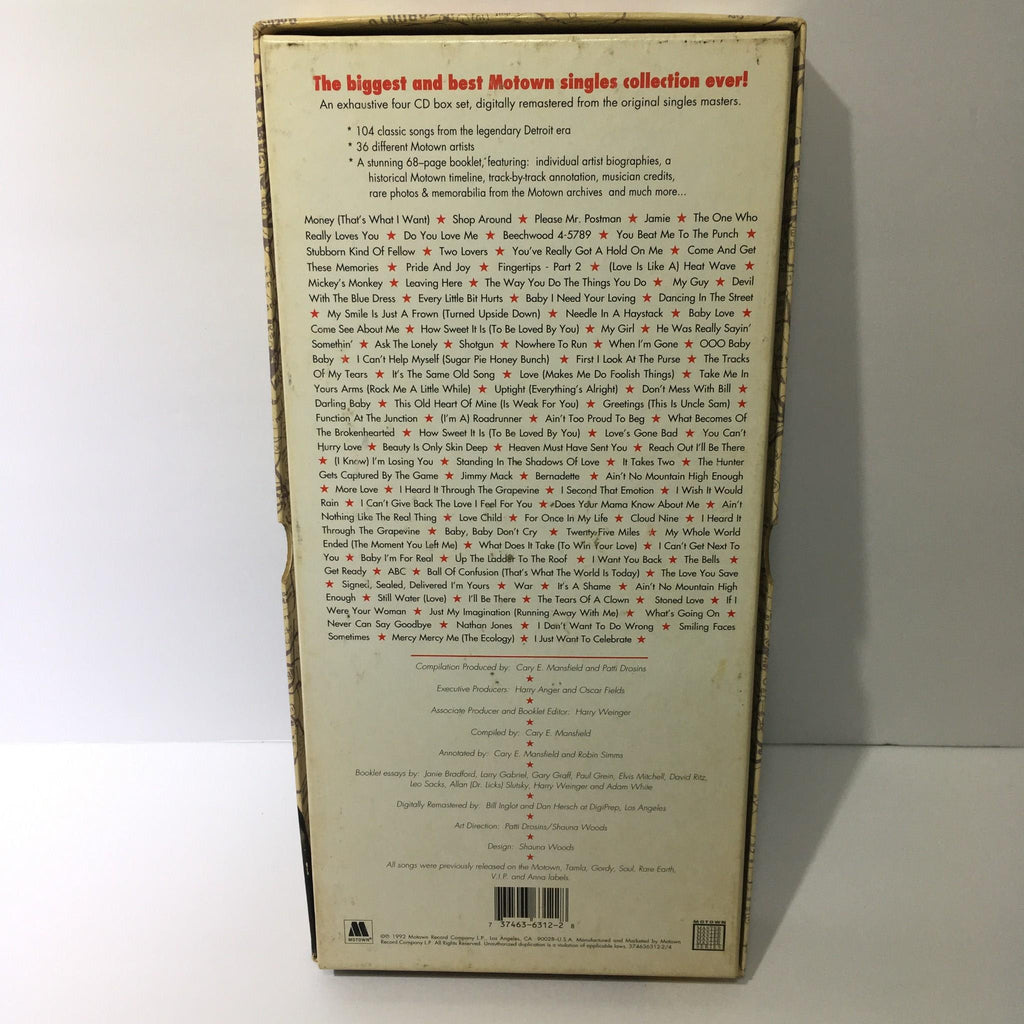 The biggest and best Motown singles collection ever!
An exhaustive four CD box set, digitally remastered from the original singles masters.
* 104 classic songs from the legendary Detroit era
* 36 different Motown artists
* A stunning 68–page booklet, featuring: individual artist biographies, a
historical Motown timeline, track-by-track annotation, musician credits,
rare photos & memorabilia from the Motown archives and much more...
Money (That's What I Want) ★ Shop Around ★ Please Mr. Postman ★ Jamie ★ The One Who
Really Loves You ★ Do You Love Me ★ Beechwood 4-5789 ★ You Beat Me To The Punch ★
Stubborn Kind Of Fellow ★ Two Lovers ★ You've Really Got A Hold On Me ★ Come And Get
These Memories ★ Pride And Joy ★ Fingertips - Part 2 ★ (Love Is Like A) Heat Wave ★
Mickey's Monkey ★ Leaving Here ★ The Way You Do The Things You Do ★ My Guy ★ Devil
With The Blue Dress ★ Every Little Bit Hurts ★ Baby I Need Your Loving ★ Dancing In The Street
★ My Smile Is Just A Frown (Turned Upside Down) ★ Needle In A Haystack ★ Baby Love ★
Come See About Me ★ How Sweet It Is (To Be Loved By You) ★ My Girl ★ He Was Really Sayin'
Somethin' ★ Ask The Lonely ★ Shotgun ★ Nowhere To Run ★ When I'm Gone ★ OOO Baby
Baby ★ I Can't Help Myself (Sugar Pie Honey Bunch) ★ First I Look At The Purse ★ The Tracks
Of My Tears ★ It's The Same Old Song ★ Love (Makes Me Do Foolish Things) ★ Take Me In
Yours Arms (Rock Me A Little While) ★ Uptight (Everything's Alright) ★ Don't Mess With Bill ★
Darling Baby ★ This Old Heart Of Mine (Is Weak For You) ★ Greetings (This Is Uncle Sam) ★
Function At The Junction ★ (I'm A) Roadrunner ★ Ain't Too Proud To Beg ★ What Becomes Of
The Brokenhearted ★ How Sweet It Is (To Be Loved By You) ★ Love's Gone Bad ★ You Can't
Hurry Love ★ Beauty Is Only Skin Deep ★ Heaven Must Have Sent You ★ Reach Out I'll Be There
★ (I Know) I'm Losing You ★ Standing In The Shadows Of Love ★ It Takes Two ★ The Hunter
Gets Captured By The Game ★ Jimmy Mack ★ Bernadette ★ Ain't No Mountain High Enough
★ More Love ★ I Heard It Through The Grapevine ★ I Second That Emotion ★ I Wish It Would
Rain ★ I Can't Give Back The Love I Feel For You ★ Does Your Mama Know About Me ★ Ain't
Nothing Like The Real Thing ★ Love Child ★ For Once In My Life ★ Cloud Nine ★ I Heard It
Through The Grapevine ★ Baby, Baby Don't Cry ★ Twenty-Five Miles ★ My Whole World
Ended (The Moment You Left Me) ★ What Does It Take (To Win Your Love) ★ I Can't Get Next To
You ★ Baby I'm For Real ★ Up The Ladder To The Roof ★ I Want You Back ★ The Bells ★
Get Ready ★ ABC ★ Ball Of Confusion (That's What The World Is Today) ★ The Love You Save
★ Signed, Sealed, Delivered I'm Yours ★ War ★ It's A Shame ★ Ain't No Mountain High
Enough ★ Still Water (Love) ★ I'll Be There ★ The Tears Of A Clown ★ Stoned Love ★ If I
Were Your Woman ★ Just My Imagination (Running Away With Me) ★ What's Going On ★
Never Can Say Goodbye ★ Nathan Jones ★ I Don't Want To Do Wrong ★ Smiling Faces
Sometimes ★ Mercy Mercy Me (The Ecology) ★ I Just Want To Celebrate ★
Compilation Produced by: Cary E. Mansfield and Patti Drosins
★
Executive Producers: Harry Anger and Oscar Fields
★
Associate Producer and Booklet Editor: Harry Weinger
★
Compiled by: Cary E. Mansfield
★
Annotated by: Cary E. Mansfield and Robin Simms
★
Booklet essays by: Janie Bradford, Larry Gabriel, Gary Graff, Paul Grein, Elvis Mitchell, David Ritz,
Leo Sacks, Allan (Dr. Licks) Slutsky, Harry Weinger and Adam White
★
Digitally Remastered by: Bill Inglot and Dan Hersch at DigiPrep, Los Angeles
★
Art Direction: Patti Drosins/Shauna Woods
★
Design: Shauna Woods
★
All songs were previously released on the Motown, Tamla, Gordy, Soul, Rare Earth,
V.I.P. and Anna labels.
7 37463-6312-2 8
MOTOWN®
©℗ 1992 Motown Record Company L.P., Los Angeles, CA - 90028–U.S.A. Manufactured and Marketed by Motown
Record Company L.P. All Rights Reserved. Unauthorized duplication is a violation of applicable laws. 374636312-2/4
MOTOWN